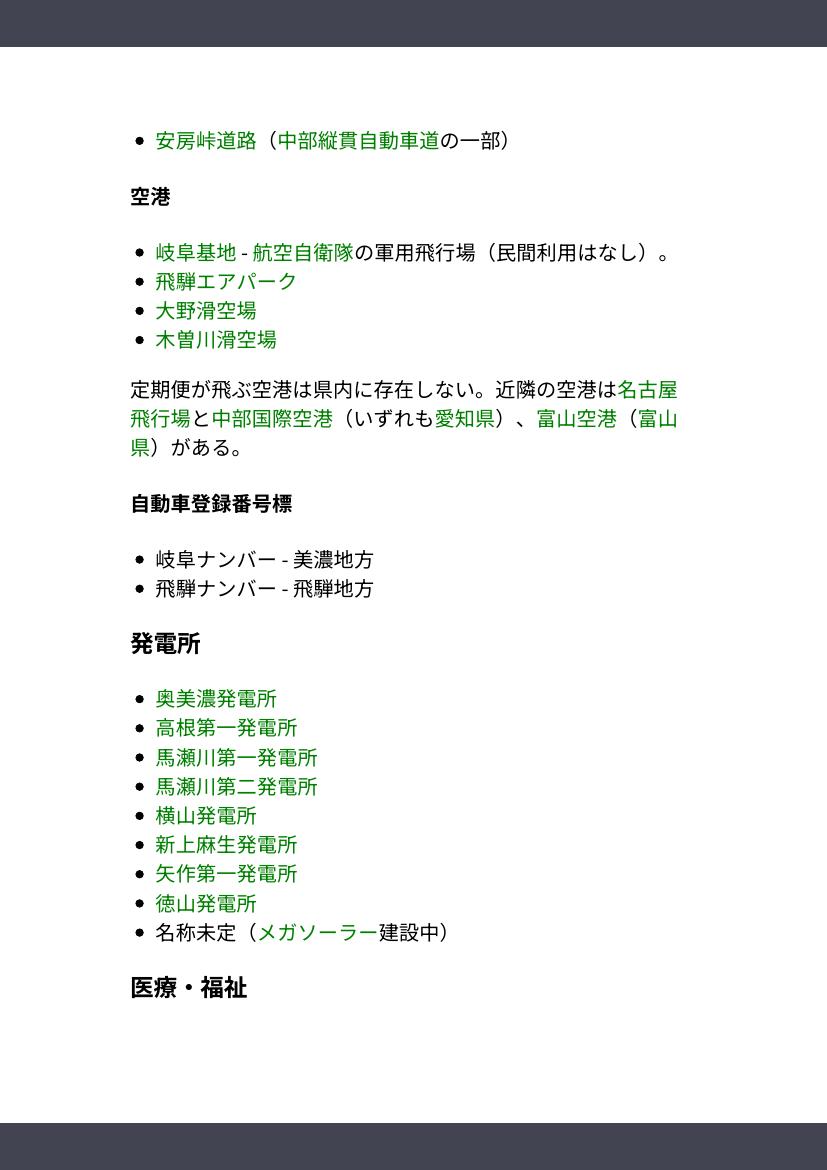 安房峠道路（中部縦貫自動車道の一部）
空港
岐阜基地 - 航空自衛隊の軍用飛行場（民間利用はなし）。
飛騨エアパーク
大野滑空場
木曽川滑空場
定期便が飛ぶ空港は県内に存在しない。近隣の空港は名古屋
飛行場と中部国際空港（いずれも愛知県）、富山空港（富山
県）がある。
自動車登録番号標
岐阜ナンバー - 美濃地方
飛騨ナンバー - 飛騨地方
発電所
奥美濃発電所
高根第一発電所
馬瀬川第一発電所
馬瀬川第二発電所
横山発電所
新上麻生発電所
矢作第一発電所
徳山発電所
名称未定（メガソーラー建設中）
医療・福祉